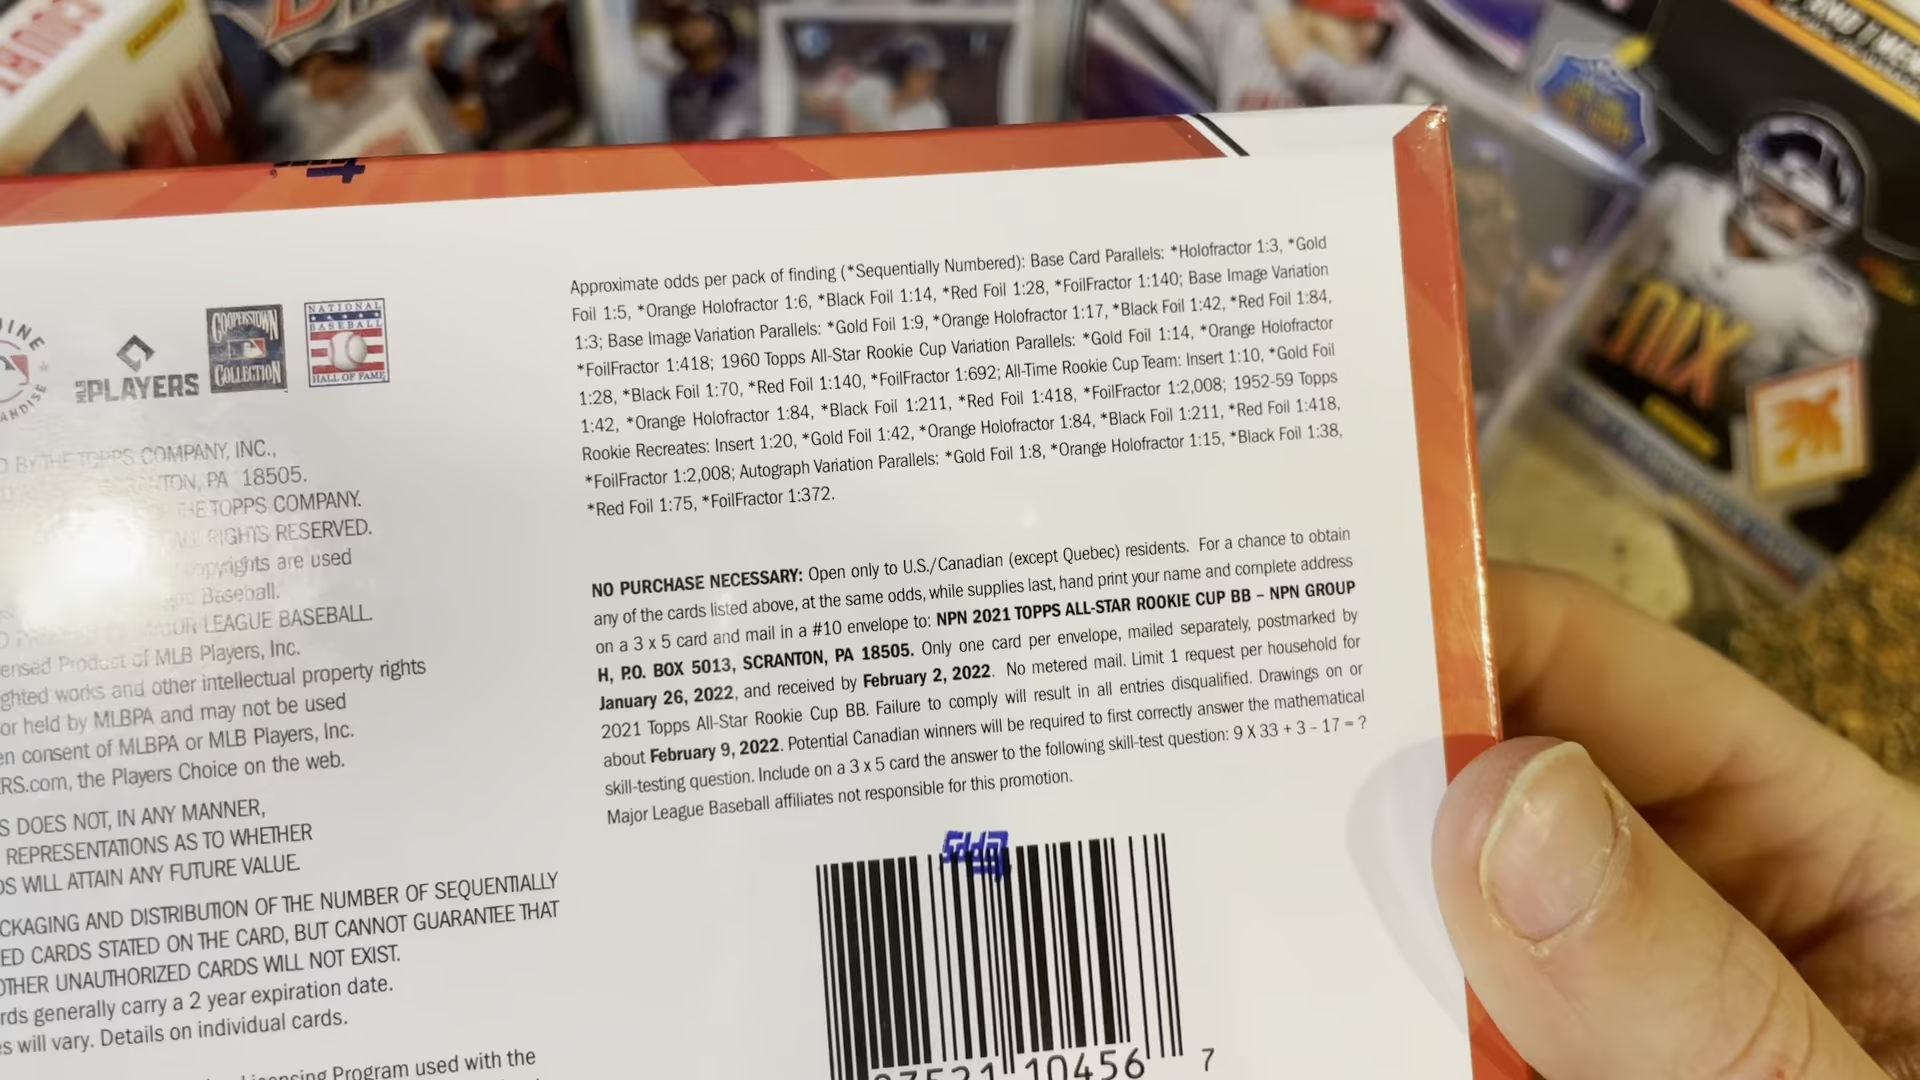 Approximate odds per pack of finding (*Sequentially Numbered): Base Card Parallels: *Holofractor 1:3, *Gold
Foil 1:5, *Orange Holofractor 1:6, *Black Foil 1:14, *Red Foil 1:28, *FoilFractor 1:140; Base Image Variation
1:3; Base Image Variation Parallels: *Gold Foil 1:9, *Orange Holofractor 1:17, *Black Foil 1:42, *Red Foil 1:84,
*FoilFractor 1:418; 1960 Topps All-Star Rookie Cup Variation Parallels: *Gold Foil 1:14, *Orange Holofractor
1:28, *Black Foil 1:70, *Red Foil 1:140, *FoilFractor 1:692; All-Time Rookie Cup Team: Insert 1:10, *Gold Foil
1:42, *Orange Holofractor 1:84, *Black Foil 1:211, *Red Foil 1:418, *FoilFractor 1:2,008; 1952-59 Topps
Rookie Recreates: Insert 1:20, *Gold Foil 1:42, *Orange Holofractor 1:84, *Black Foil 1:211, *Red Foil 1:418,
*FoilFractor 1:2,008; Autograph Variation Parallels: *Gold Foil 1:8, *Orange Holofractor 1:15, *Black Foil 1:38,
*Red Foil 1:75, *FoilFractor 1:372.
NO PURCHASE NECESSARY: Open only to U.S./Canadian (except Quebec) residents. For a chance to obtain
any of the cards listed above, at the same odds, while supplies last, hand print your name and complete address
on a 3 x 5 card and mail in a #10 envelope to: NPN 2021 TOPPS ALL-STAR ROOKIE CUP BB – NPN GROUP
H, P.O. BOX 5013, SCRANTON, PA 18505. Only one card per envelope, mailed separately, postmarked by
January 26, 2022, and received by February 2, 2022. No metered mail. Limit 1 request per household for
2021 Topps All-Star Rookie Cup BB. Failure to comply will result in all entries disqualified. Drawings on or
about February 9, 2022. Potential Canadian winners will be required to first correctly answer the mathematical
skill-testing question. Include on a 3 x 5 card the answer to the following skill-test question: 9 X 33 + 3 – 17 = ?
Major League Baseball affiliates not responsible for this promotion.
topps
10456 7
MLB PLAYERS
COOPERSTOWN
COLLECTION
NATIONAL
BASEBALL
HALL OF FAME
BY THE TOPPS COMPANY, INC.,
PA 18505.
THE TOPPS COMPANY.
ALL RIGHTS RESERVED.
copyrights are used
Baseball.
MAJOR LEAGUE BASEBALL.
Product of MLB Players, Inc.
works and other intellectual property rights
or held by MLBPA and may not be used
consent of MLBPA or MLB Players, Inc.
RS.com, the Players Choice on the web.
DOES NOT, IN ANY MANNER,
REPRESENTATIONS AS TO WHETHER
WILL ATTAIN ANY FUTURE VALUE.
CKAGING AND DISTRIBUTION OF THE NUMBER OF SEQUENTIALLY
ED CARDS STATED ON THE CARD, BUT CANNOT GUARANTEE THAT
OTHER UNAUTHORIZED CARDS WILL NOT EXIST.
rds generally carry a 2 year expiration date.
s will vary. Details on individual cards.
Program used with the
NIX